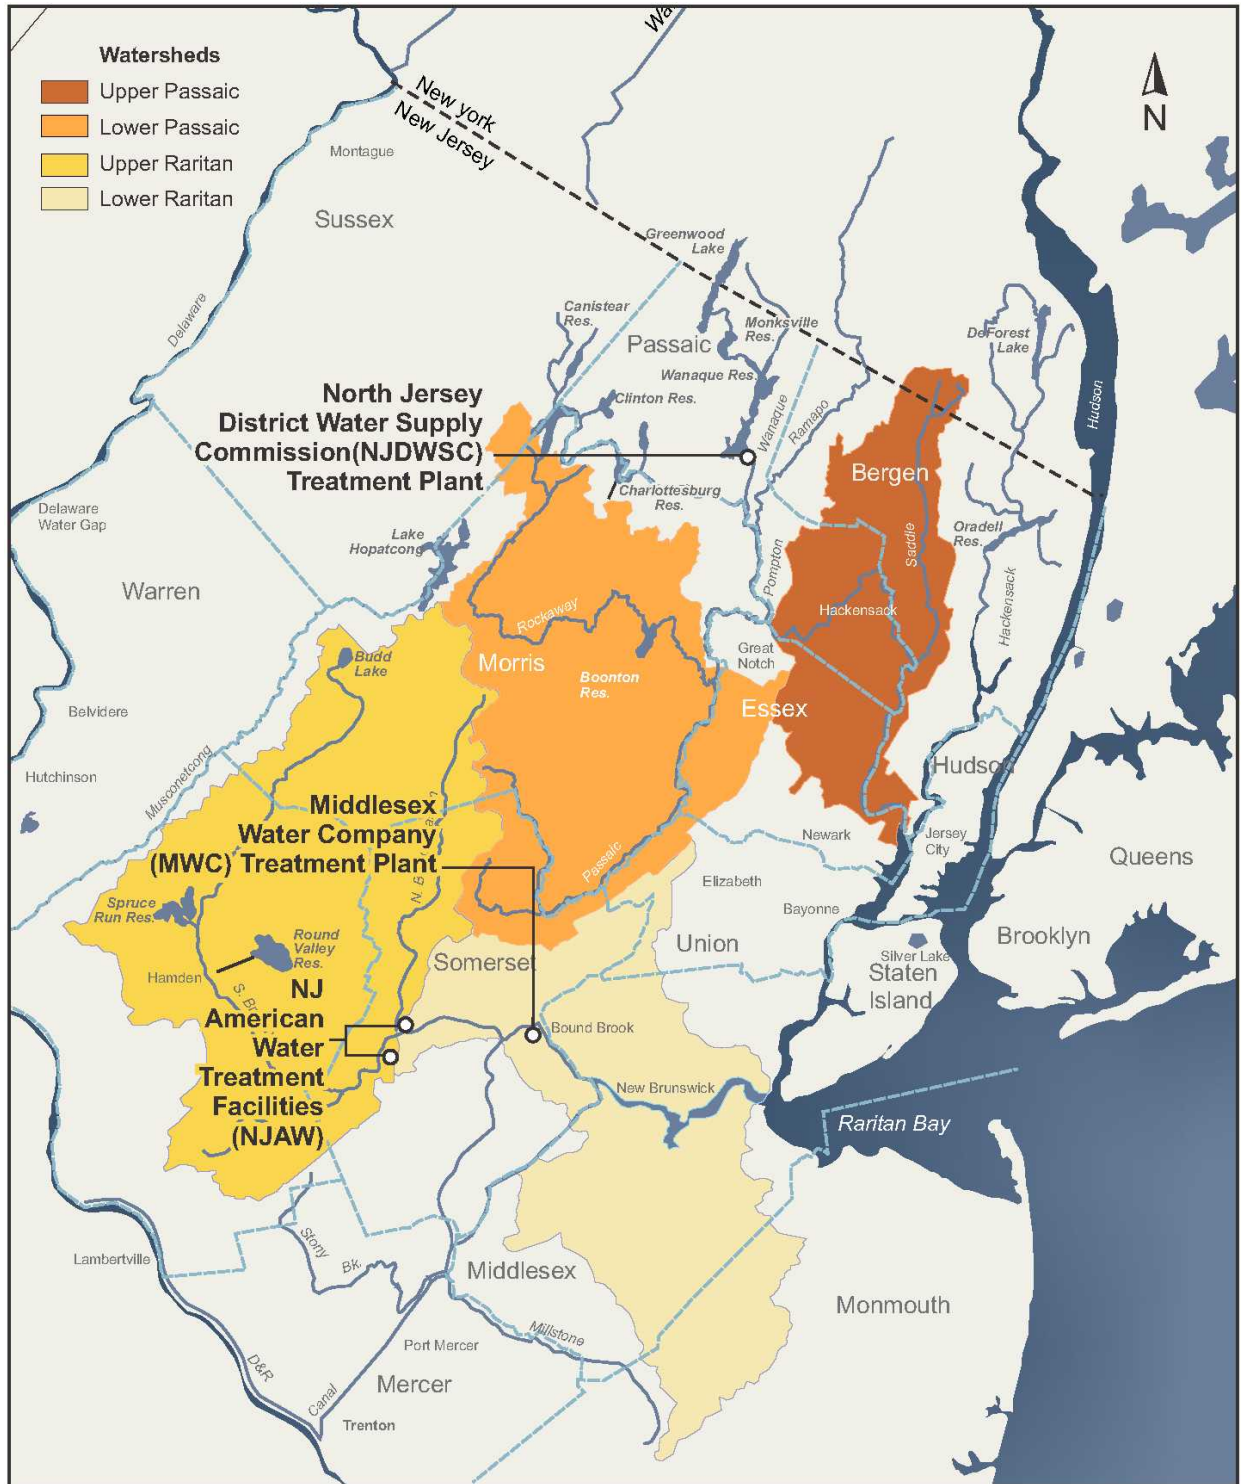 Watersheds
Upper Passaic
Lower Passaic
Upper Raritan
Lower Raritan
New york
New Jersey
N
Montague
Sussex
Delaware
Greenwood
Lake
Canistear
Res.
Passaic
Monksville
Res.
DeForest
Lake
Hudson
Wanaque Res.
Clinton Res.
Wanaque
Ramapo
North Jersey
District Water Supply
Commission(NJDWSC)
Treatment Plant
Charlottesburg
Res.
Bergen
Saddle
Oradell
Res.
Delaware
Water Gap
Lake
Hopatcong
Warren
Pompton
Hackensack
Hackensack
Rockaway
Great
Notch
Morris
Boonton
Res.
Budd
Lake
Essex
Belvidere
Musconetcong
Hutchinson
Hudson
Middlesex
Water Company
(MWC) Treatment Plant
Newark
Jersey
City
Queens
Passaic
Elizabeth
Bayonne
Spruce
Run Res.
Round
Valley
Res.
Union
Brooklyn
Somerset
Silver Lake
Staten
Island
Hamden
NJ
American
Water
Treatment
Facilities
(NJAW)
Bound Brook
New Brunswick
Raritan Bay
Stony
Bk.
Lambertville
Middlesex
Monmouth
Millstone
Port Mercer
D&R
Canal
Mercer
Trenton